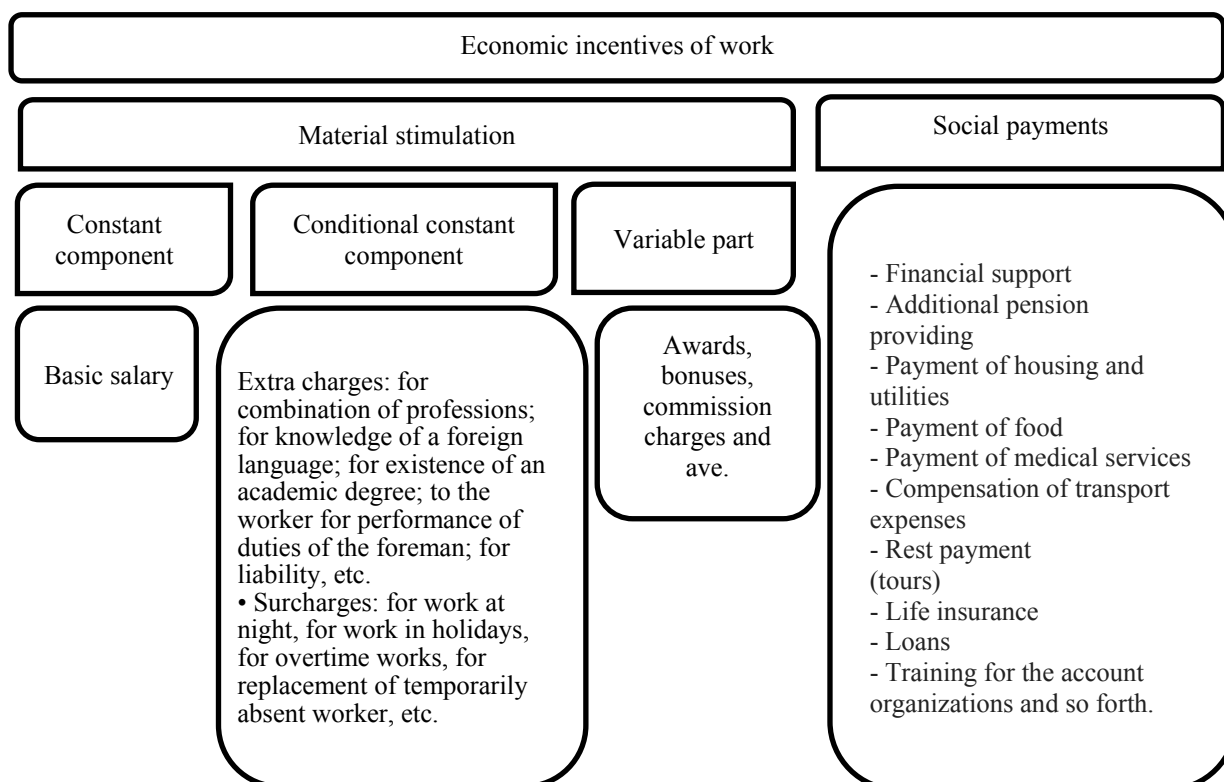 Economic incentives of work
Material stimulation
Social payments
Constant
component
Conditional constant
component
Variable part
Basic salary
Extra charges: for
combination of professions;
for knowledge of a foreign
language; for existence of an
academic degree; to the
worker for performance of
duties of the foreman; for
liability, etc.
• Surcharges: for work at
night, for work in holidays,
for overtime works, for
replacement of temporarily
absent worker, etc.
Awards,
bonuses,
commission
charges and
ave.
- Financial support
- Additional pension
providing
- Payment of housing and
utilities
- Payment of food
- Payment of medical services
- Compensation of transport
expenses
- Rest payment
(tours)
- Life insurance
- Loans
- Training for the account
organizations and so forth.